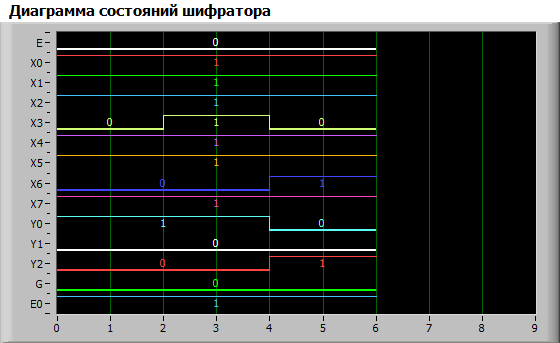 Диаграмма состояний шифратора
E 0
X0 1
X1 1
X2 1
X3 0 1 0
X4 1
X5 1
X6 0 1
X7 1
Y0 1 0
Y1 0
Y2 0 1
G 0
E0 1
0 1 2 3 4 5 6 7 8 9